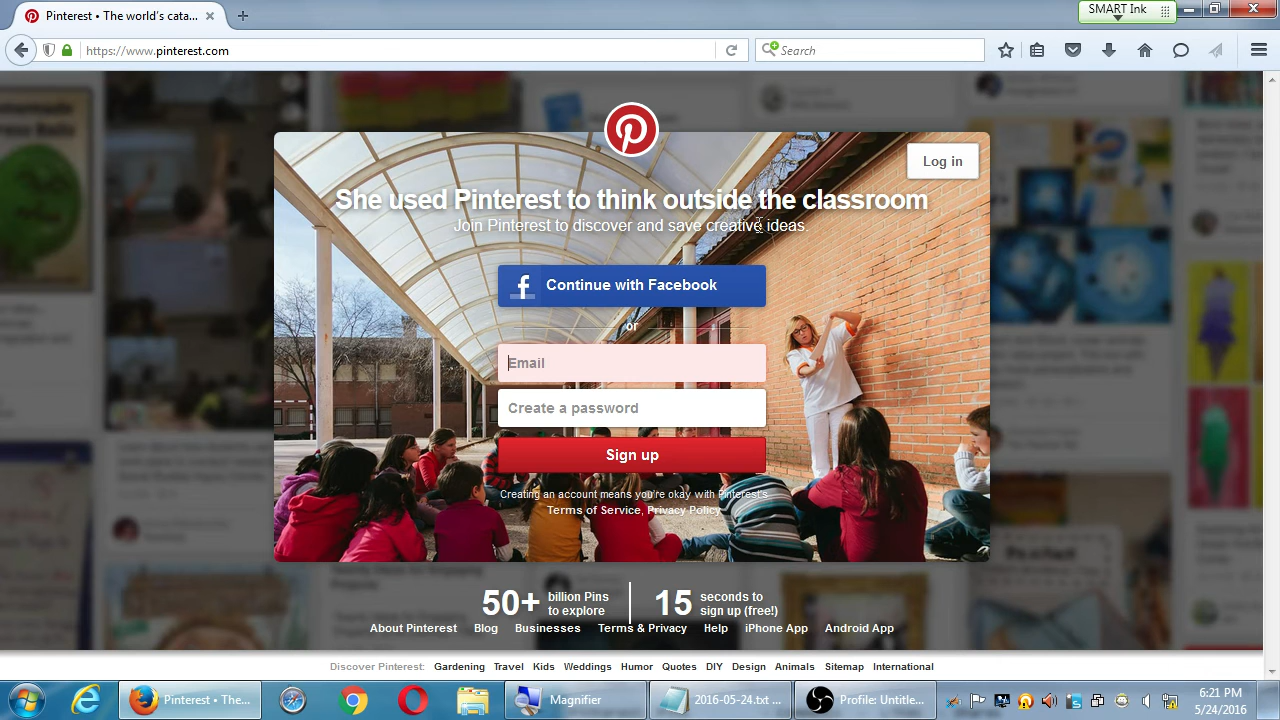 Pinterest • The world's cata...
SMART Ink
https://www.pinterest.com
Search
Log in
She used Pinterest to think outside the classroom
Join Pinterest to discover and save creative ideas.
f Continue with Facebook
or
Email
Create a password
Sign up
Creating an account means you're okay with Pinterest's
Terms of Service, Privacy Policy
50+ billion Pins to explore
15 seconds to sign up (free!)
About Pinterest Blog Businesses Terms & Privacy Help iPhone App Android App
Discover Pinterest: Gardening Travel Kids Weddings Humor Quotes DIY Design Animals Sitemap International
Pinterest • The... Magnifier 2016-05-24.txt ... Profile: Untitle...
6:21 PM
5/24/2016